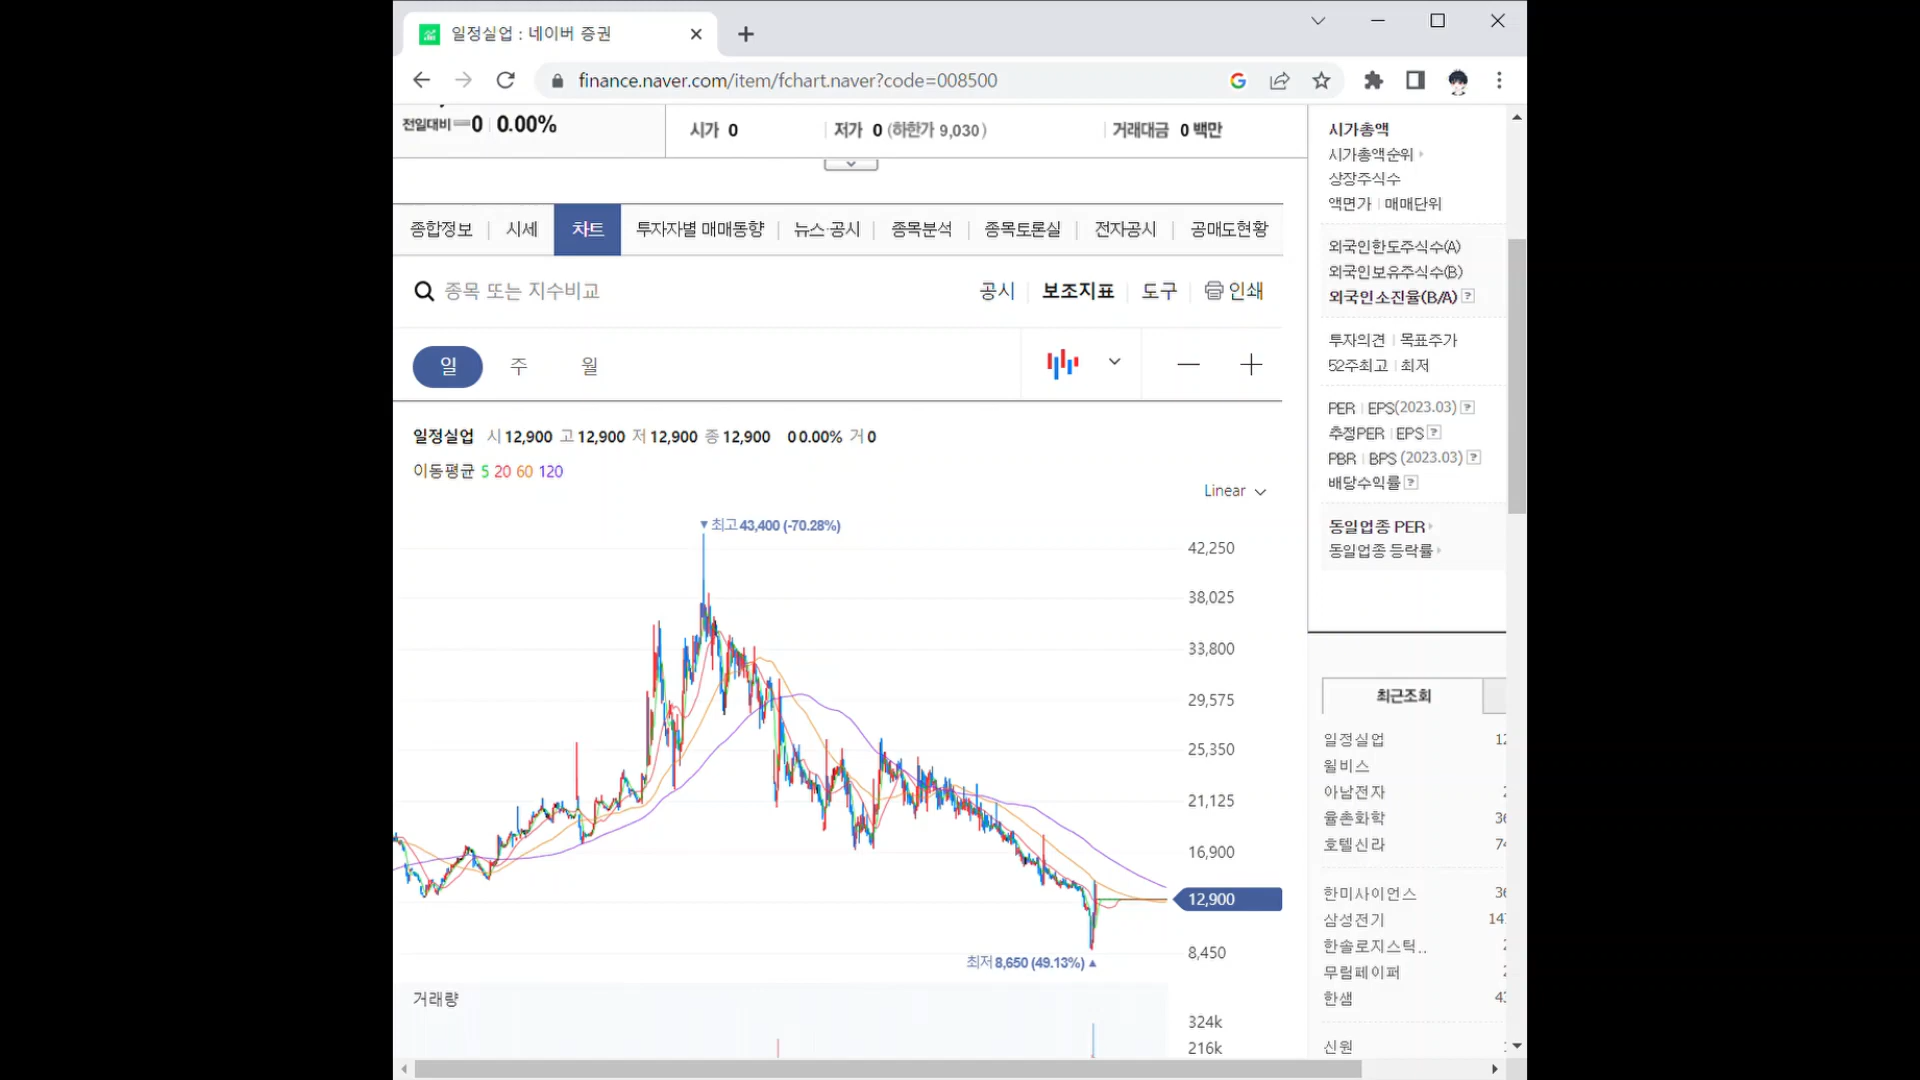 일정실업 : 네이버 증권
finance.naver.com/item/fchart.naver?code=008500
전일대비 0 0.00%
시가 0 저가 0 (하한가 9,030) 거래대금 0 백만
종합정보 시세 차트 투자자별 매매동향 뉴스·공시 종목분석 종목토론실 전자공시 공매도현황
종목 또는 지수비교
공시 보조지표 도구 인쇄
일 주 월
일정실업 시 12,900 고 12,900 저 12,900 종 12,900 0 0.00% 거 0
이동평균 5 20 60 120
Linear
최고 43,400 (-70.28%)
42,250
38,025
33,800
29,575
25,350
21,125
16,900
12,900
8,450
최저 8,650 (49.13%)
거래량
324k
216k
시가총액
시가총액순위
상장주식수
액면가 매매단위
외국인한도주식수(A)
외국인보유주식수(B)
외국인소진율(B/A) ?
투자의견 목표주가
52주최고 최저
PER EPS(2023.03) ?
추정PER EPS ?
PBR BPS (2023.03) ?
배당수익률 ?
동일업종 PER
동일업종 등락률
최근조회
일정실업 12
윌비스
아남전자 2
율촌화학 36
호텔신라 74
한미사이언스 36
삼성전기 147
한솔로지스틱.. 2
무림페이퍼 2
한샘 43
신원